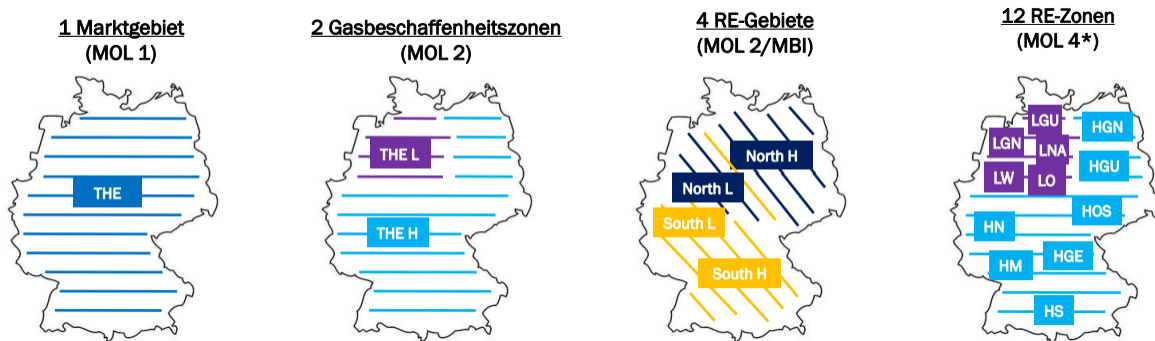 1 Marktgebiet
(MOL 1)
THE
2 Gasbeschaffenheitszonen
(MOL 2)
THE L
THE H
4 RE-Gebiete
(MOL 2/MBI)
North H
North L
South L
South H
12 RE-Zonen
(MOL 4*)
LGU
HGN
LGN
LNA
HGU
LW
LO
HOS
HN
HGE
HM
HS